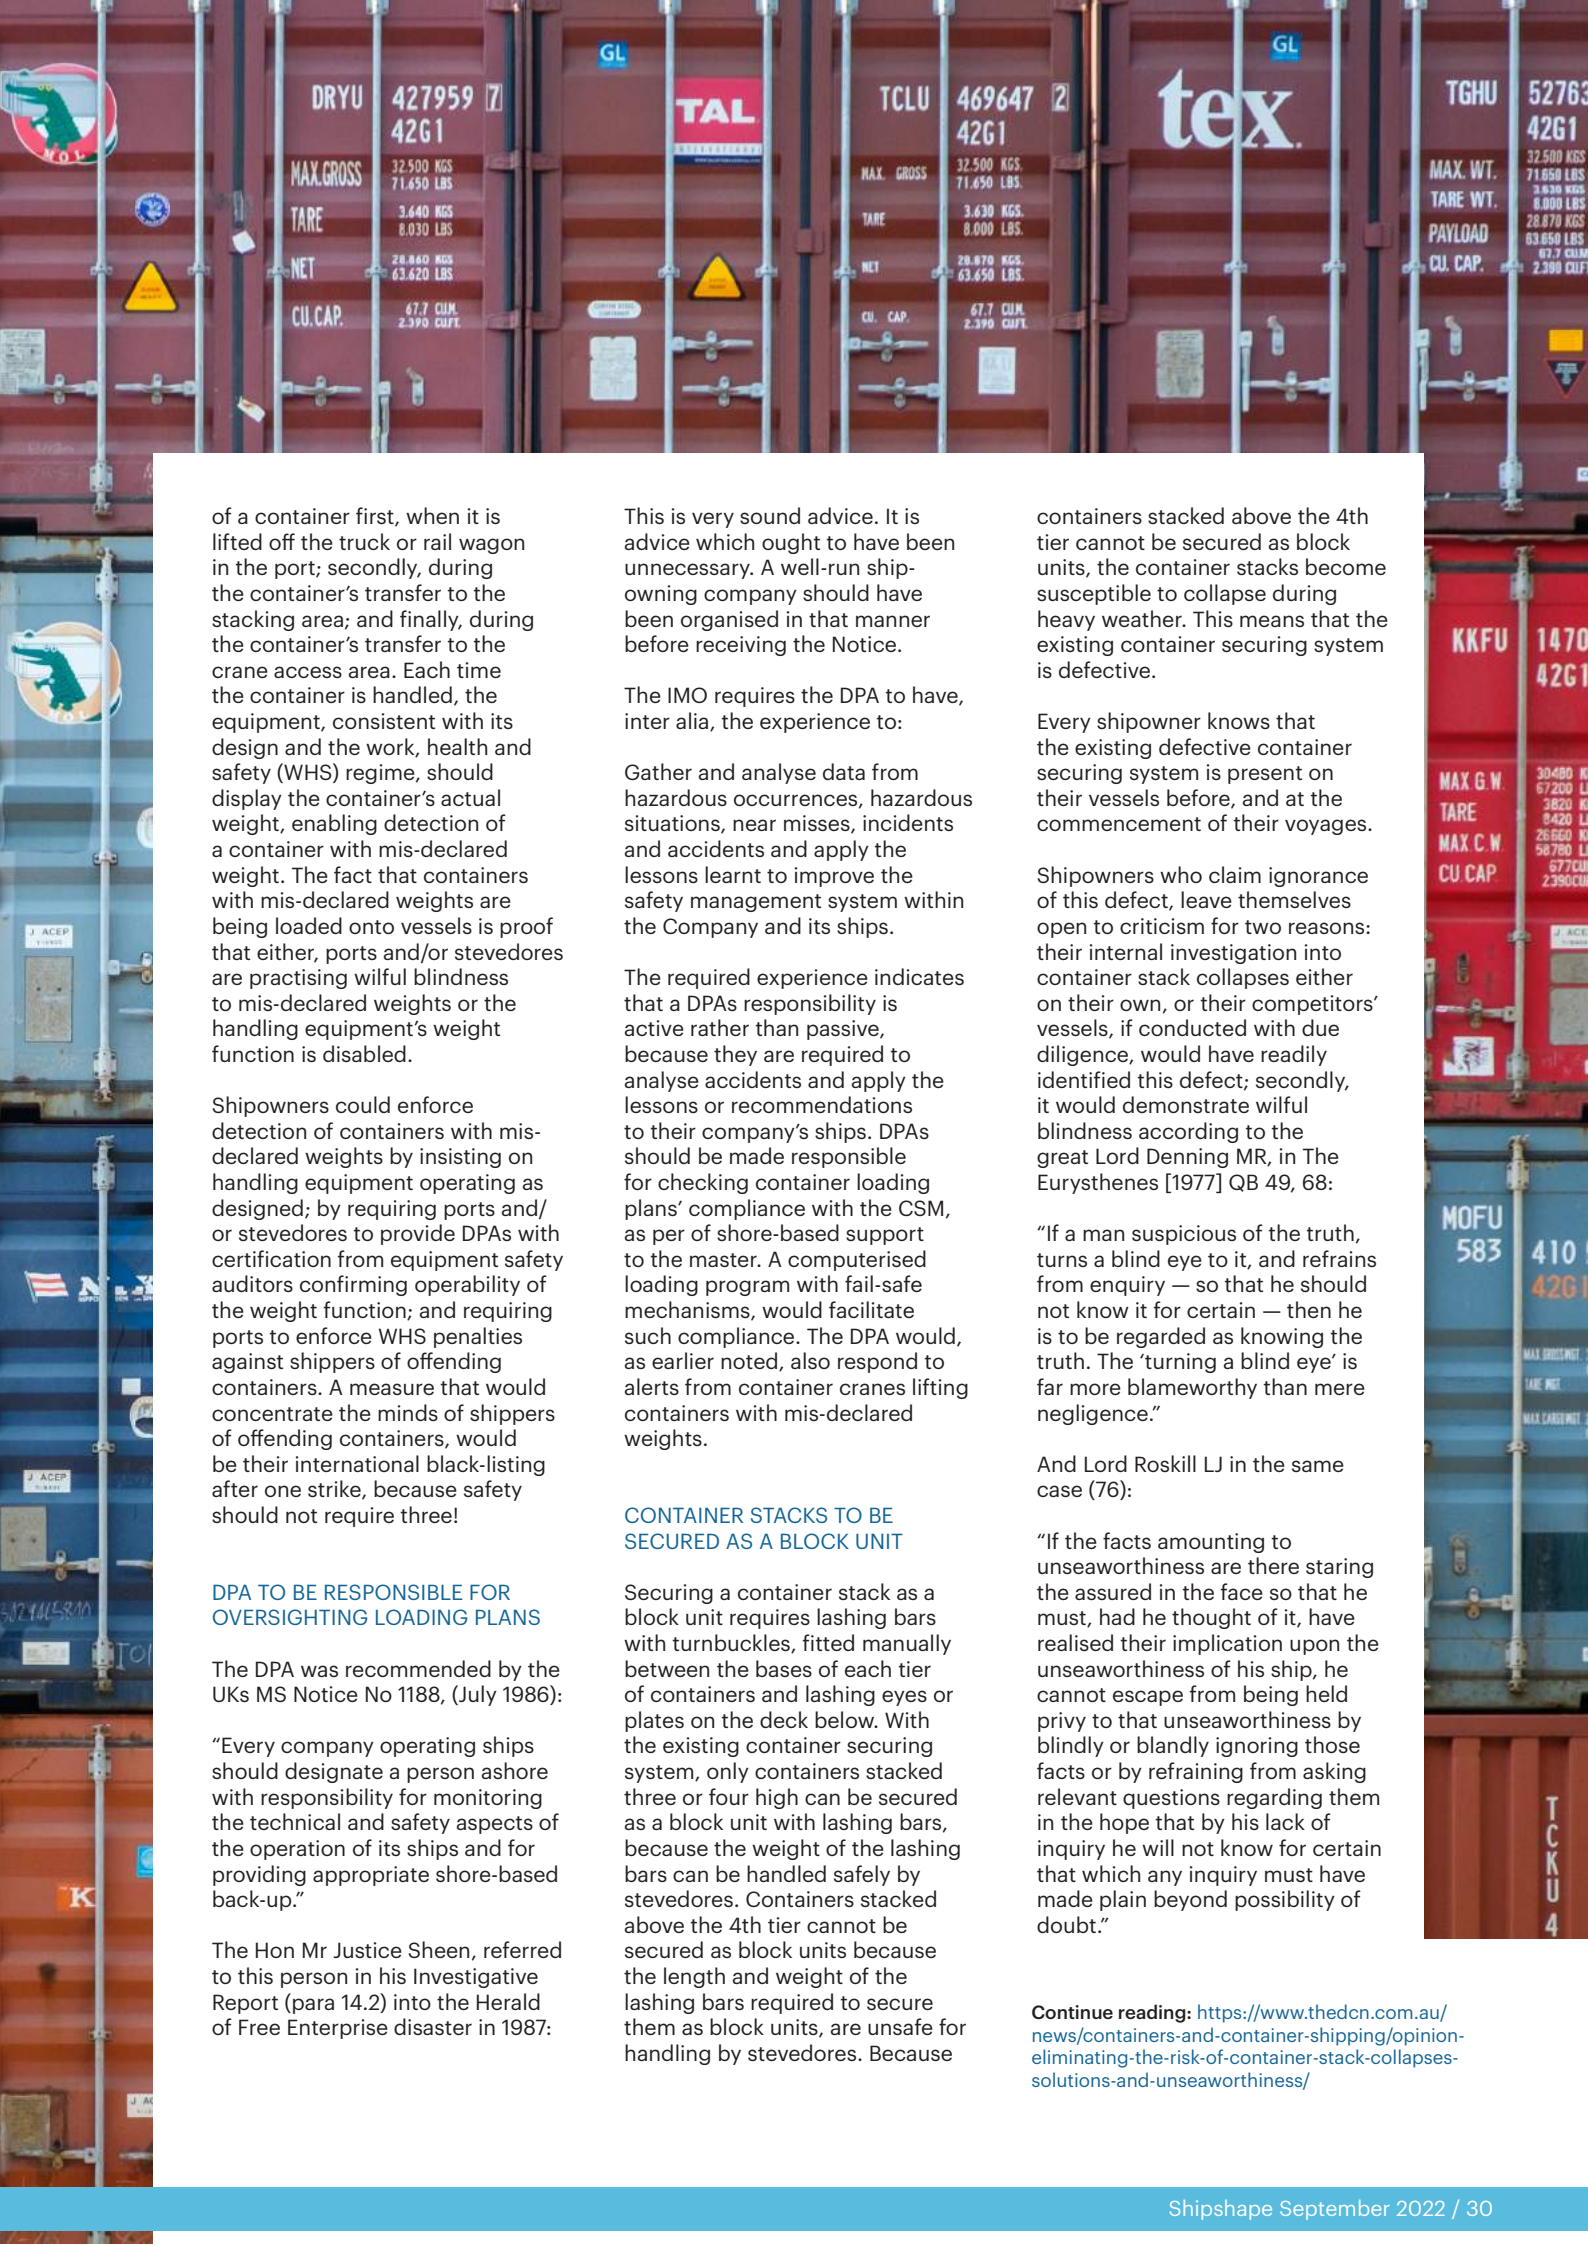 DRYU 427959 7
42G1
MAX.GROSS 32.500 KGS
71.650 LBS
TARE 3.640 KGS
8.030 LBS
NET 28.860 KGS
63.620 LBS
CU.CAP. 67.7 CU.M.
2.390 CU.FT.
MOL
GL
TAL
INTERNATIONAL
TCLU 469647 2
42G1
MAX. GROSS 32.500 KGS.
71.650 LBS.
TARE 3.630 KGS.
8.000 LBS.
NET 28.870 KGS.
63.650 LBS.
CU. CAP. 67.7 CU.M.
2.390 CU.FT.
GL
tex.
TGHU 52763
42G1
MAX. WT. 32.500 KGS
71.650 LBS
TARE WT. 3.630 KGS
8.000 LBS
PAYLOAD 28.870 KGS
63.650 LBS
CU. CAP. 67.7 CU.M
2.390 CU.F
MOL
J ACEP
J ACEP
N
K
KKFU 1470
42G1
MAX.G.W. 30480 K
67200 L
TARE 3820 K
8420 L
MAX.C.W. 26660 K
58780 L
CU.CAP. 677CU
2390CU
J ACE
MOFU
583 410
42G1
TCKU 4
of a container first, when it is
lifted off the truck or rail wagon
in the port; secondly, during
the container’s transfer to the
stacking area; and finally, during
the container’s transfer to the
crane access area. Each time
the container is handled, the
equipment, consistent with its
design and the work, health and
safety (WHS) regime, should
display the container’s actual
weight, enabling detection of
a container with mis-declared
weight. The fact that containers
with mis-declared weights are
being loaded onto vessels is proof
that either, ports and/or stevedores
are practising wilful blindness
to mis-declared weights or the
handling equipment’s weight
function is disabled.
Shipowners could enforce
detection of containers with mis-
declared weights by insisting on
handling equipment operating as
designed; by requiring ports and/
or stevedores to provide DPAs with
certification from equipment safety
auditors confirming operability of
the weight function; and requiring
ports to enforce WHS penalties
against shippers of offending
containers. A measure that would
concentrate the minds of shippers
of offending containers, would
be their international black-listing
after one strike, because safety
should not require three!
DPA TO BE RESPONSIBLE FOR
OVERSIGHTING LOADING PLANS
The DPA was recommended by the
UKs MS Notice No 1188, (July 1986):
“Every company operating ships
should designate a person ashore
with responsibility for monitoring
the technical and safety aspects of
the operation of its ships and for
providing appropriate shore-based
back-up.”
The Hon Mr Justice Sheen, referred
to this person in his Investigative
Report (para 14.2) into the Herald
of Free Enterprise disaster in 1987:
This is very sound advice. It is
advice which ought to have been
unnecessary. A well-run ship-
owning company should have
been organised in that manner
before receiving the Notice.
The IMO requires the DPA to have,
inter alia, the experience to:
Gather and analyse data from
hazardous occurrences, hazardous
situations, near misses, incidents
and accidents and apply the
lessons learnt to improve the
safety management system within
the Company and its ships.
The required experience indicates
that a DPAs responsibility is
active rather than passive,
because they are required to
analyse accidents and apply the
lessons or recommendations
to their company’s ships. DPAs
should be made responsible
for checking container loading
plans’ compliance with the CSM,
as per of shore-based support
to the master. A computerised
loading program with fail-safe
mechanisms, would facilitate
such compliance. The DPA would,
as earlier noted, also respond to
alerts from container cranes lifting
containers with mis-declared
weights.
CONTAINER STACKS TO BE
SECURED AS A BLOCK UNIT
Securing a container stack as a
block unit requires lashing bars
with turnbuckles, fitted manually
between the bases of each tier
of containers and lashing eyes or
plates on the deck below. With
the existing container securing
system, only containers stacked
three or four high can be secured
as a block unit with lashing bars,
because the weight of the lashing
bars can be handled safely by
stevedores. Containers stacked
above the 4th tier cannot be
secured as block units because
the length and weight of the
lashing bars required to secure
them as block units, are unsafe for
handling by stevedores. Because
containers stacked above the 4th
tier cannot be secured as block
units, the container stacks become
susceptible to collapse during
heavy weather. This means that the
existing container securing system
is defective.
Every shipowner knows that
the existing defective container
securing system is present on
their vessels before, and at the
commencement of their voyages.
Shipowners who claim ignorance
of this defect, leave themselves
open to criticism for two reasons:
their internal investigation into
container stack collapses either
on their own, or their competitors’
vessels, if conducted with due
diligence, would have readily
identified this defect; secondly,
it would demonstrate wilful
blindness according to the
great Lord Denning MR, in The
Eurysthenes [1977] QB 49, 68:
“If a man suspicious of the truth,
turns a blind eye to it, and refrains
from enquiry — so that he should
not know it for certain — then he
is to be regarded as knowing the
truth. The ‘turning a blind eye’ is
far more blameworthy than mere
negligence.”
And Lord Roskill LJ in the same
case (76):
“If the facts amounting to
unseaworthiness are there staring
the assured in the face so that he
must, had he thought of it, have
realised their implication upon the
unseaworthiness of his ship, he
cannot escape from being held
privy to that unseaworthiness by
blindly or blandly ignoring those
facts or by refraining from asking
relevant questions regarding them
in the hope that by his lack of
inquiry he will not know for certain
that which any inquiry must have
made plain beyond possibility of
doubt.”
Continue reading: https://www.thedcn.com.au/
news/containers-and-container-shipping/opinion-
eliminating-the-risk-of-container-stack-collapses-
solutions-and-unseaworthiness/
Shipshape September 2022 / 30